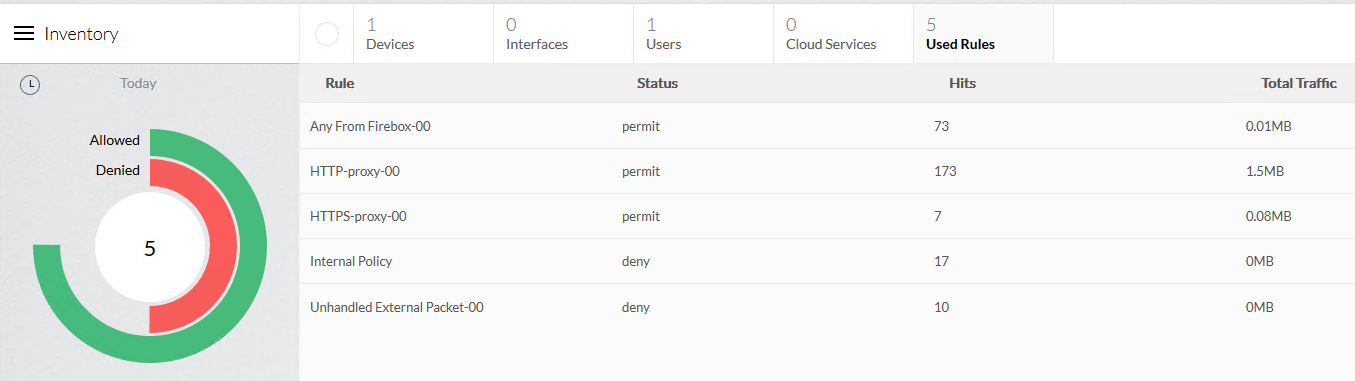 Inventory
1
Devices
0
Interfaces
1
Users
0
Cloud Services
5
Used Rules
Today
Allowed
Denied
5
Rule Status Hits Total Traffic
Any From Firebox-00 permit 73 0.01MB
HTTP-proxy-00 permit 173 1.5MB
HTTPS-proxy-00 permit 7 0.08MB
Internal Policy deny 17 0MB
Unhandled External Packet-00 deny 10 0MB